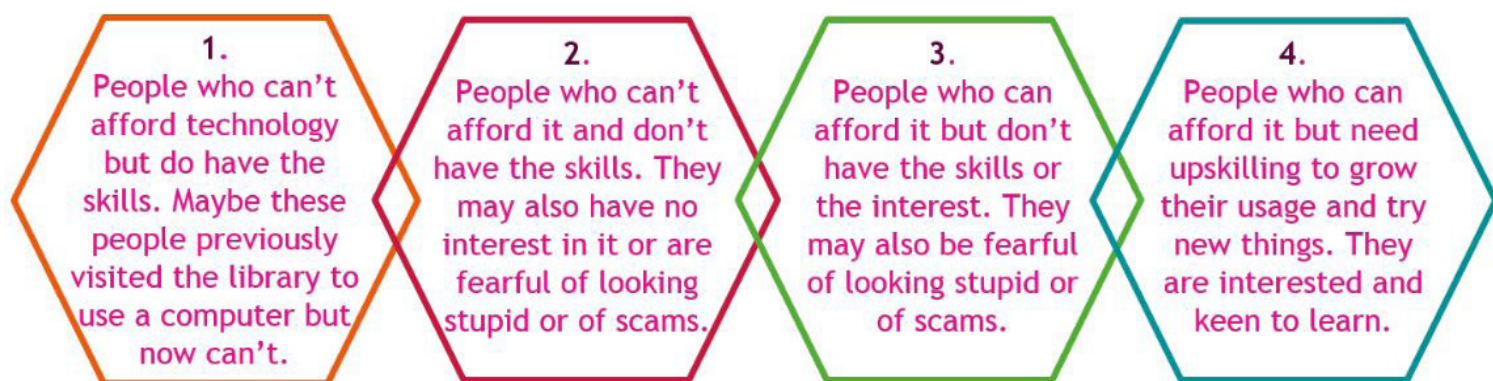 1.
People who can't
afford technology
but do have the
skills. Maybe these
people previously
visited the library to
use a computer but
now can't.
2.
People who can't
afford it and don't
have the skills. They
may also have no
interest in it or are
fearful of looking
stupid or of scams.
3.
People who can
afford it but don't
have the skills or
the interest. They
may also be fearful
of looking stupid or
of scams.
4.
People who can
afford it but need
upskilling to grow
their usage and try
new things. They
are interested and
keen to learn.